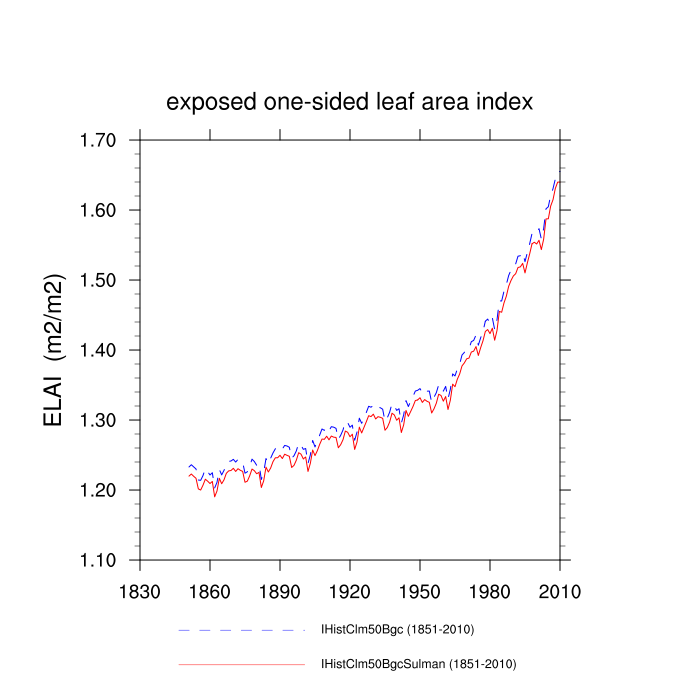 exposed one-sided leaf area index
1.70
1.60
1.50
1.40
1.30
1.20
1.10
ELAI (m2/m2)
1830 1860 1890 1920 1950 1980 2010
IHistClm50Bgc (1851-2010)
IHistClm50BgcSulman (1851-2010)